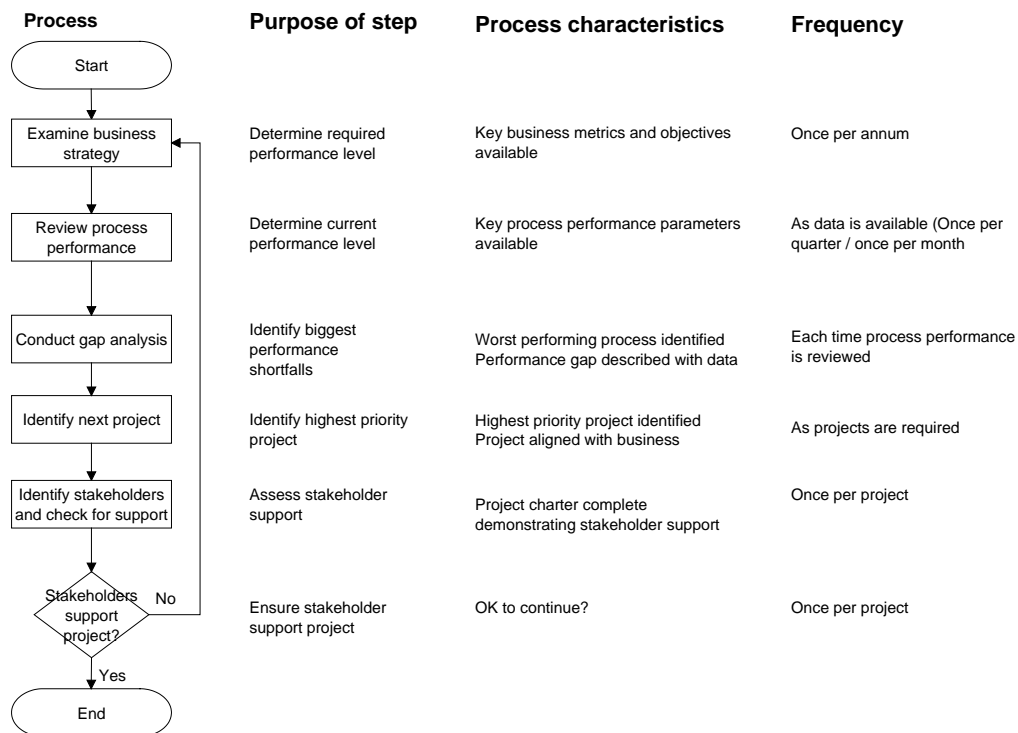 Process
Purpose of step
Process characteristics
Frequency
Start
Examine business
strategy
Determine required
performance level
Key business metrics and objectives
available
Once per annum
Review process
performance
Determine current
performance level
Key process performance parameters
available
As data is available (Once per
quarter / once per month
Conduct gap analysis
Identify biggest
performance
shortfalls
Worst performing process identified
Performance gap described with data
Each time process performance
is reviewed
Identify next project
Identify highest priority
project
Highest priority project identified
Project aligned with business
As projects are required
Identify stakeholders
and check for support
Assess stakeholder
support
Project charter complete
demonstrating stakeholder support
Once per project
Stakeholders
support
project?
No
Ensure stakeholder
support project
OK to continue?
Once per project
Yes
End